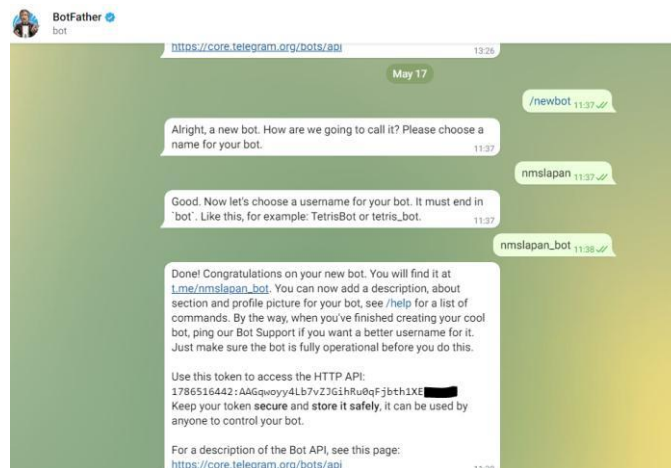 BotFather
bot
https://core.telegram.org/bots/api
13:26
May 17
/newbot 11:37
Alright, a new bot. How are we going to call it? Please choose a
name for your bot.
11:37
nmslapan 11:37
Good. Now let's choose a username for your bot. It must end in
`bot`. Like this, for example: TetrisBot or tetris_bot.
11:37
nmslapan_bot 11:38
Done! Congratulations on your new bot. You will find it at
t.me/nmslapan_bot. You can now add a description, about
section and profile picture for your bot, see /help for a list of
commands. By the way, when you've finished creating your cool
bot, ping our Bot Support if you want a better username for it.
Just make sure the bot is fully operational before you do this.
Use this token to access the HTTP API:
1786516442:AAGqwoyy4Lb7vZJGihRu0qFjbth1XE
Keep your token secure and store it safely, it can be used by
anyone to control your bot.
For a description of the Bot API, see this page:
https://core.telegram.org/bots/api